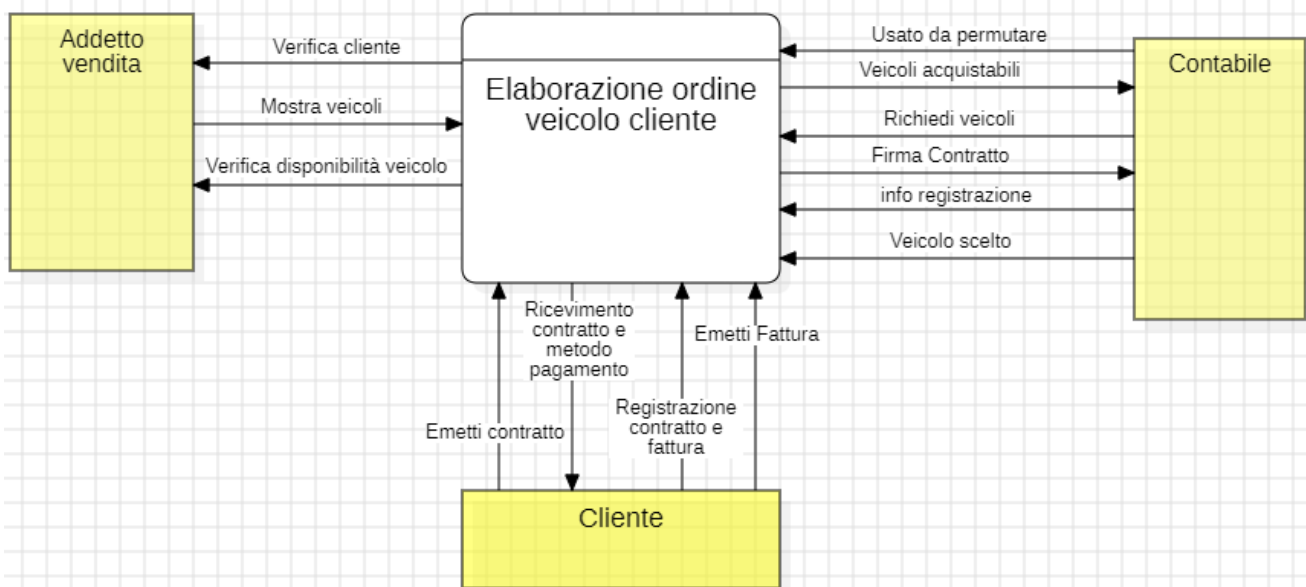 Addetto
vendita
Verifica cliente
Mostra veicoli
Verifica disponibilità veicolo
Elaborazione ordine
veicolo cliente
Usato da permutare
Veicoli acquistabili
Richiedi veicoli
Firma Contratto
info registrazione
Veicolo scelto
Contabile
Emetti contratto
Ricevimento
contratto e
metodo
pagamento
Registrazione
contratto e
fattura
Emetti Fattura
Cliente